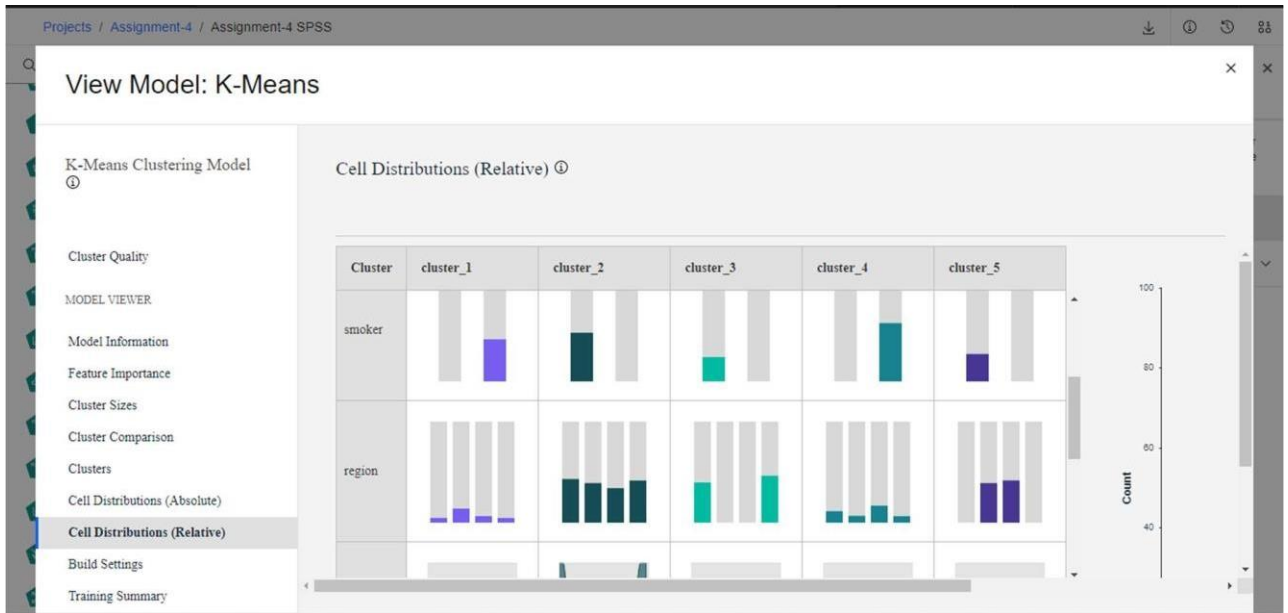 Projects / Assignment-4 / Assignment-4 SPSS
View Model: K-Means
K-Means Clustering Model
Cluster Quality
MODEL VIEWER
Model Information
Feature Importance
Cluster Sizes
Cluster Comparison
Clusters
Cell Distributions (Absolute)
Cell Distributions (Relative)
Build Settings
Training Summary
Cell Distributions (Relative)
Cluster cluster_1 cluster_2 cluster_3 cluster_4 cluster_5
smoker
region
100
80
60
40
Count